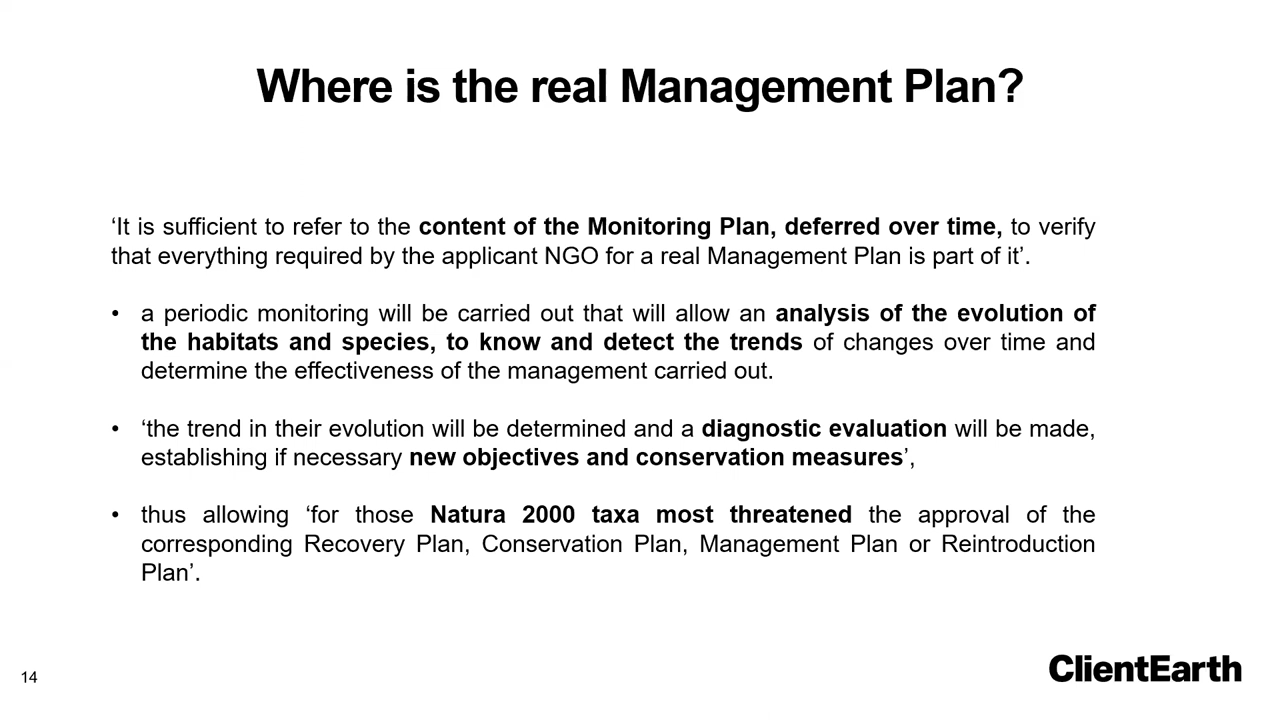 Where is the real Management Plan?
‘It is sufficient to refer to the content of the Monitoring Plan, deferred over time, to verify
that everything required by the applicant NGO for a real Management Plan is part of it’.
• a periodic monitoring will be carried out that will allow an analysis of the evolution of
the habitats and species, to know and detect the trends of changes over time and
determine the effectiveness of the management carried out.
• ‘the trend in their evolution will be determined and a diagnostic evaluation will be made,
establishing if necessary new objectives and conservation measures’,
• thus allowing ‘for those Natura 2000 taxa most threatened the approval of the
corresponding Recovery Plan, Conservation Plan, Management Plan or Reintroduction
Plan’.
14
ClientEarth